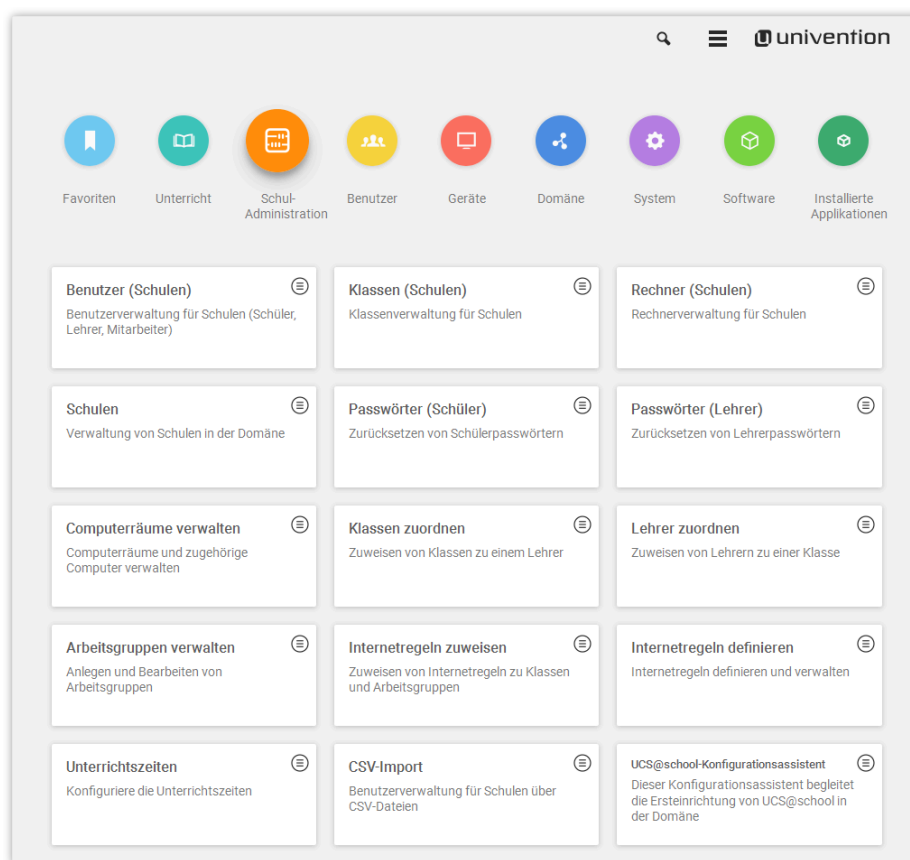 univention
Favoriten
Unterricht
Schul-
Administration
Benutzer
Geräte
Domäne
System
Software
Installierte
Applikationen
Benutzer (Schulen)
Benutzerverwaltung für Schulen (Schüler,
Lehrer, Mitarbeiter)
Klassen (Schulen)
Klassenverwaltung für Schulen
Rechner (Schulen)
Rechnerverwaltung für Schulen
Schulen
Verwaltung von Schulen in der Domäne
Passwörter (Schüler)
Zurücksetzen von Schülerpasswörtern
Passwörter (Lehrer)
Zurücksetzen von Lehrerpasswörtern
Computerräume verwalten
Computerräume und zugehörige
Computer verwalten
Klassen zuordnen
Zuweisen von Klassen zu einem Lehrer
Lehrer zuordnen
Zuweisen von Lehrern zu einer Klasse
Arbeitsgruppen verwalten
Anlegen und Bearbeiten von
Arbeitsgruppen
Internetregeln zuweisen
Zuweisen von Internetregeln zu Klassen
und Arbeitsgruppen
Internetregeln definieren
Internetregeln definieren und verwalten
Unterrichtszeiten
Konfiguriere die Unterrichtszeiten
CSV-Import
Benutzerverwaltung für Schulen über
CSV-Dateien
UCS@school-Konfigurationsassistent
Dieser Konfigurationsassistent begleitet
die Ersteinrichtung von UCS@school in
der Domäne